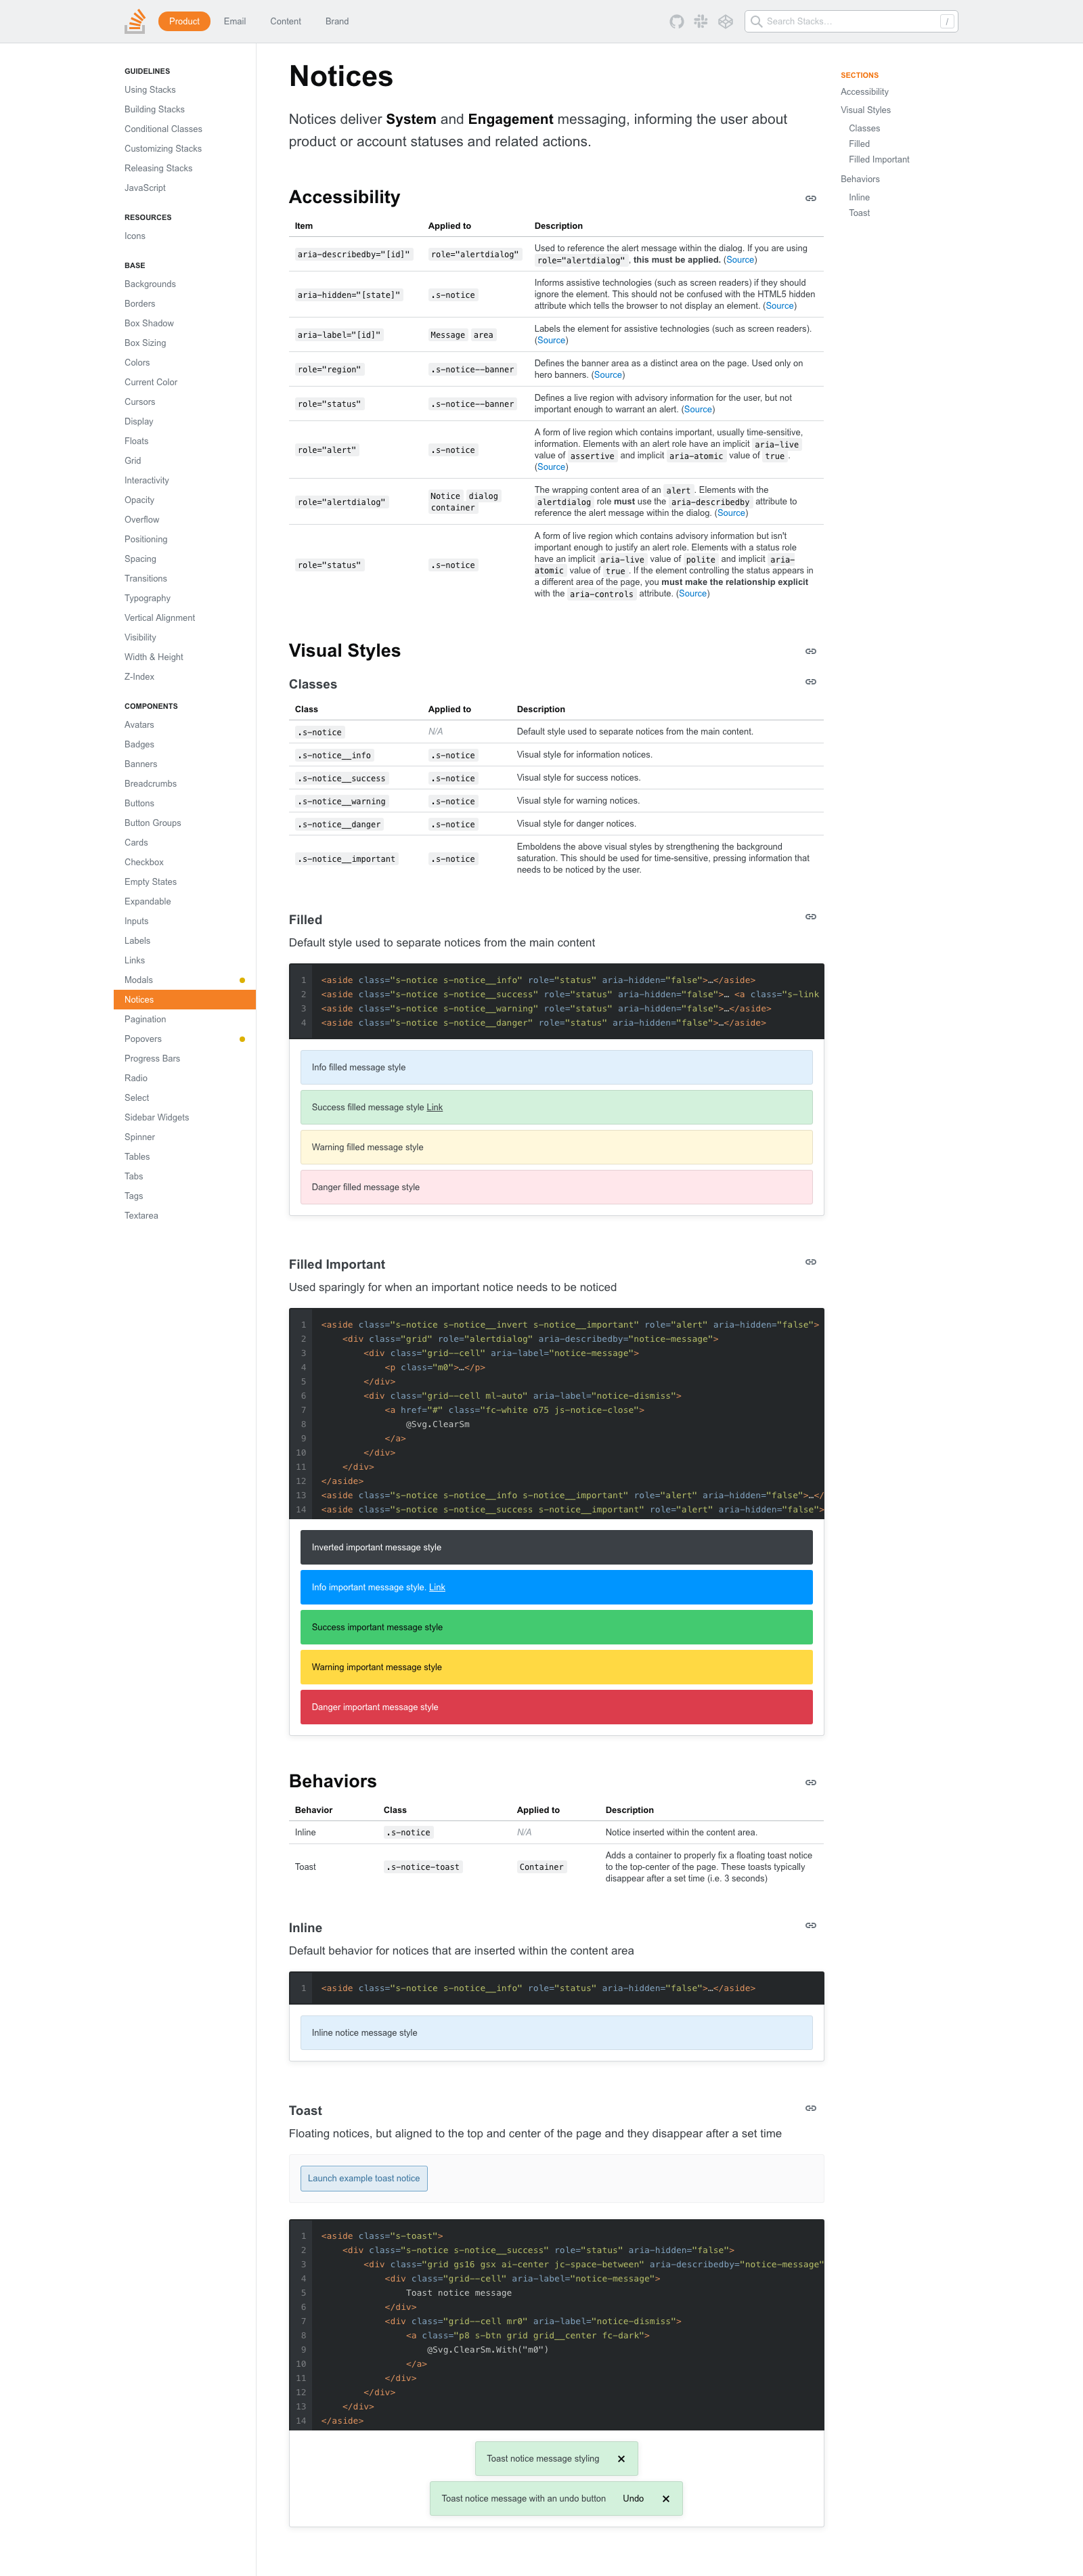 Product Email Content Brand
Search Stacks… /
GUIDELINES
Using Stacks
Building Stacks
Conditional Classes
Customizing Stacks
Releasing Stacks
JavaScript
RESOURCES
Icons
BASE
Backgrounds
Borders
Box Shadow
Box Sizing
Colors
Current Color
Cursors
Display
Floats
Grid
Interactivity
Opacity
Overflow
Positioning
Spacing
Transitions
Typography
Vertical Alignment
Visibility
Width & Height
Z-Index
COMPONENTS
Avatars
Badges
Banners
Breadcrumbs
Buttons
Button Groups
Cards
Checkbox
Empty States
Expandable
Inputs
Labels
Links
Modals
Notices
Pagination
Popovers
Progress Bars
Radio
Select
Sidebar Widgets
Spinner
Tables
Tabs
Tags
Textarea
Notices
Notices deliver System and Engagement messaging, informing the user about
product or account statuses and related actions.
Accessibility
Item Applied to Description
aria-describedby="[id]" role="alertdialog" Used to reference the alert message within the dialog. If you are using
role="alertdialog", this must be applied. (Source)
aria-hidden="[state]" .s-notice Informs assistive technologies (such as screen readers) if they should
ignore the element. This should not be confused with the HTML5 hidden
attribute which tells the browser to not display an element. (Source)
aria-label="[id]" Message area Labels the element for assistive technologies (such as screen readers).
(Source)
role="region" .s-notice--banner Defines the banner area as a distinct area on the page. Used only on
hero banners. (Source)
role="status" .s-notice--banner Defines a live region with advisory information for the user, but not
important enough to warrant an alert. (Source)
role="alert" .s-notice A form of live region which contains important, usually time-sensitive,
information. Elements with an alert role have an implicit aria-live
value of assertive and implicit aria-atomic value of true.
(Source)
role="alertdialog" Notice dialog container The wrapping content area of an alert. Elements with the
alertdialog role must use the aria-describedby attribute to
reference the alert message within the dialog. (Source)
role="status" .s-notice A form of live region which contains advisory information but isn't
important enough to justify an alert role. Elements with a status role
have an implicit aria-live value of polite and implicit aria-
atomic value of true. If the element controlling the status appears in
a different area of the page, you must make the relationship explicit
with the aria-controls attribute. (Source)
Visual Styles
Classes
Class Applied to Description
.s-notice N/A Default style used to separate notices from the main content.
.s-notice__info .s-notice Visual style for information notices.
.s-notice__success .s-notice Visual style for success notices.
.s-notice__warning .s-notice Visual style for warning notices.
.s-notice__danger .s-notice Visual style for danger notices.
.s-notice__important .s-notice Emboldens the above visual styles by strengthening the background
saturation. This should be used for time-sensitive, pressing information that
needs to be noticed by the user.
Filled
Default style used to separate notices from the main content
1 <aside class="s-notice s-notice__info" role="status" aria-hidden="false">…</aside>
2 <aside class="s-notice s-notice__success" role="status" aria-hidden="false">… <a class="s-link
3 <aside class="s-notice s-notice__warning" role="status" aria-hidden="false">…</aside>
4 <aside class="s-notice s-notice__danger" role="status" aria-hidden="false">…</aside>
Info filled message style
Success filled message style Link
Warning filled message style
Danger filled message style
Filled Important
Used sparingly for when an important notice needs to be noticed
1 <aside class="s-notice s-notice__invert s-notice__important" role="alert" aria-hidden="false">
2 <div class="grid" role="alertdialog" aria-describedby="notice-message">
3 <div class="grid--cell" aria-label="notice-message">
4 <p class="m0">…</p>
5 </div>
6 <div class="grid--cell ml-auto" aria-label="notice-dismiss">
7 <a href="#" class="fc-white o75 js-notice-close">
8 @Svg.ClearSm
9 </a>
10 </div>
11 </div>
12 </aside>
13 <aside class="s-notice s-notice__info s-notice__important" role="alert" aria-hidden="false">…</
14 <aside class="s-notice s-notice__success s-notice__important" role="alert" aria-hidden="false">
Inverted important message style
Info important message style. Link
Success important message style
Warning important message style
Danger important message style
Behaviors
Behavior Class Applied to Description
Inline .s-notice N/A Notice inserted within the content area.
Toast .s-notice-toast Container Adds a container to properly fix a floating toast notice
to the top-center of the page. These toasts typically
disappear after a set time (i.e. 3 seconds)
Inline
Default behavior for notices that are inserted within the content area
1 <aside class="s-notice s-notice__info" role="status" aria-hidden="false">…</aside>
Inline notice message style
Toast
Floating notices, but aligned to the top and center of the page and they disappear after a set time
Launch example toast notice
1 <aside class="s-toast">
2 <div class="s-notice s-notice__success" role="status" aria-hidden="false">
3 <div class="grid gs16 gsx ai-center jc-space-between" aria-describedby="notice-message"
4 <div class="grid--cell" aria-label="notice-message">
5 Toast notice message
6 </div>
7 <div class="grid--cell mr0" aria-label="notice-dismiss">
8 <a class="p8 s-btn grid grid__center fc-dark">
9 @Svg.ClearSm.With("m0")
10 </a>
11 </div>
12 </div>
13 </div>
14 </aside>
Toast notice message styling
Toast notice message with an undo button Undo
SECTIONS
Accessibility
Visual Styles
Classes
Filled
Filled Important
Behaviors
Inline
Toast